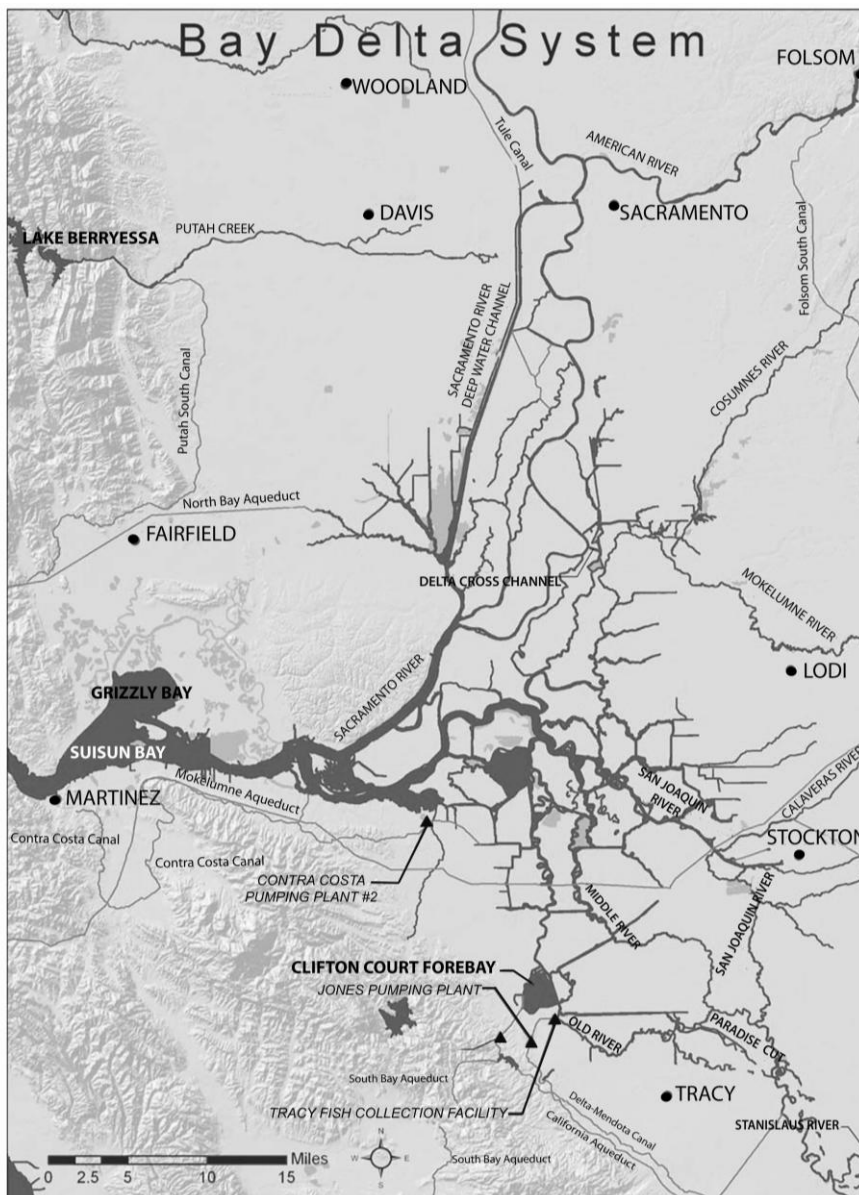 Bay Delta System
FOLSOM
WOODLAND
Tule Canal
AMERICAN RIVER
DAVIS
SACRAMENTO
PUTAH CREEK
LAKE BERRYESSA
Folsom South Canal
SACRAMENTO RIVER
DEEP WATER CHANNEL
Putah South Canal
COSUMNES RIVER
North Bay Aqueduct
FAIRFIELD
DELTA CROSS CHANNEL
MOKELUMNE RIVER
LODI
SACRAMENTO RIVER
GRIZZLY BAY
SUISUN BAY
MARTINEZ
Mokelumne Aqueduct
SAN JOAQUIN
RIVER
CALAVERAS RIVER
Contra Costa Canal
Contra Costa Canal
STOCKTON
CONTRA COSTA
PUMPING PLANT #2
MIDDLE RIVER
SAN JOAQUIN RIVER
CLIFTON COURT FOREBAY
JONES PUMPING PLANT
OLD RIVER
PARADISE CUT
South Bay Aqueduct
TRACY
TRACY FISH COLLECTION FACILITY
Delta-Mendota Canal
California Aqueduct
STANISLAUS RIVER
South Bay Aqueduct
N
W E
S
Miles
0 2.5 5 10 15